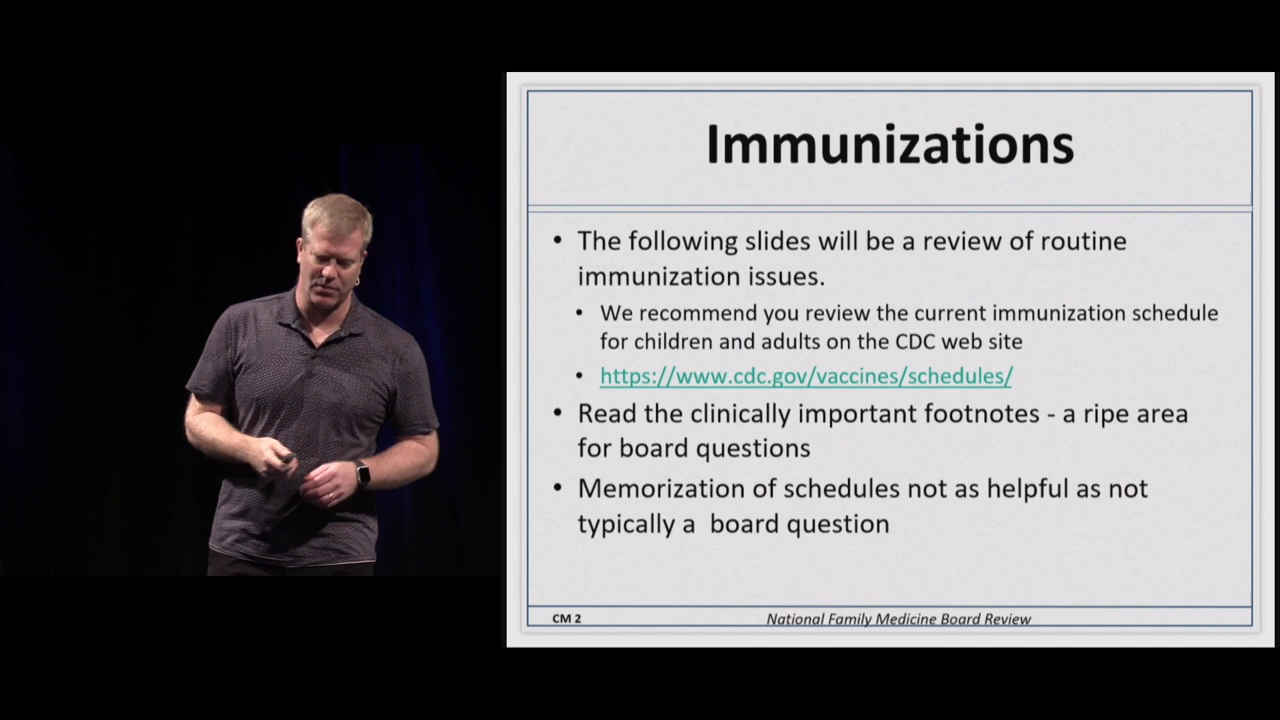 Immunizations
• The following slides will be a review of routine
immunization issues.
• We recommend you review the current immunization schedule
for children and adults on the CDC web site
• https://www.cdc.gov/vaccines/schedules/
• Read the clinically important footnotes - a ripe area
for board questions
• Memorization of schedules not as helpful as not
typically a  board question
CM 2
National Family Medicine Board Review